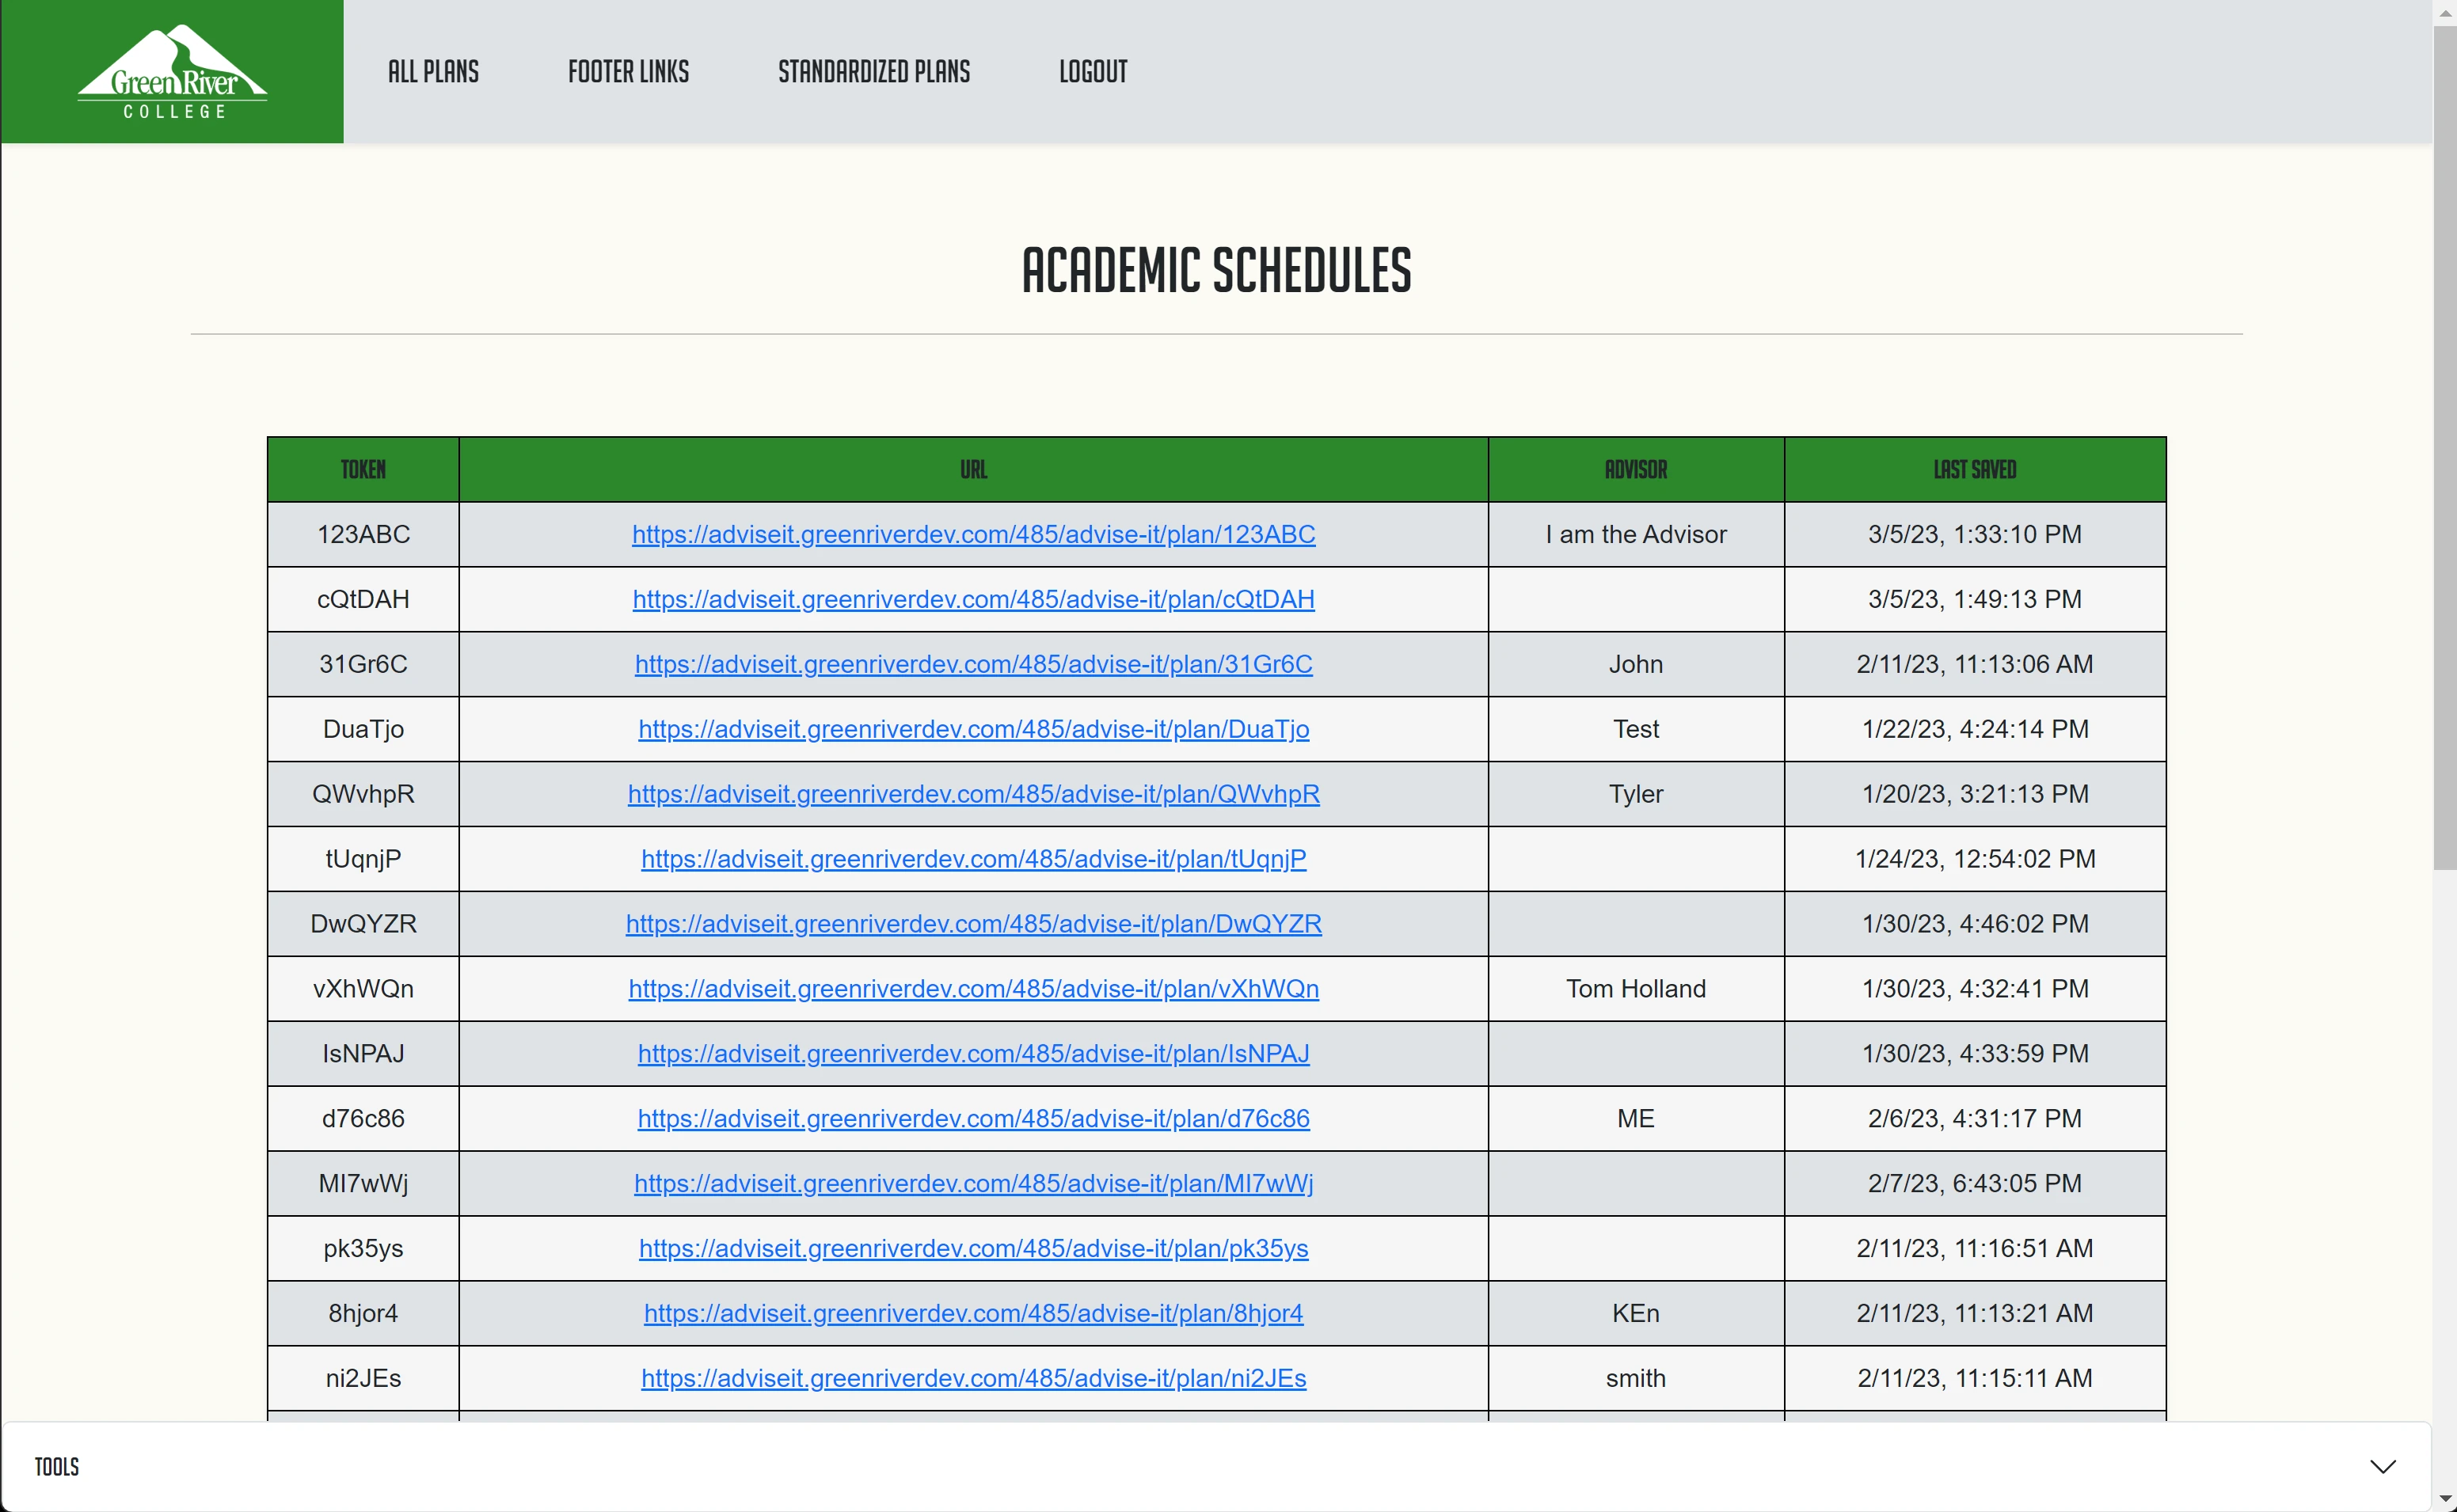 Green River
COLLEGE
ALL PLANS FOOTER LINKS STANDARDIZED PLANS LOGOUT
ACADEMIC SCHEDULES
TOKEN URL ADVISOR LAST SAVED
123ABC https://adviseit.greenriverdev.com/485/advise-it/plan/123ABC I am the Advisor 3/5/23, 1:33:10 PM
cQtDAH https://adviseit.greenriverdev.com/485/advise-it/plan/cQtDAH 3/5/23, 1:49:13 PM
31Gr6C https://adviseit.greenriverdev.com/485/advise-it/plan/31Gr6C John 2/11/23, 11:13:06 AM
DuaTjo https://adviseit.greenriverdev.com/485/advise-it/plan/DuaTjo Test 1/22/23, 4:24:14 PM
QWvhpR https://adviseit.greenriverdev.com/485/advise-it/plan/QWvhpR Tyler 1/20/23, 3:21:13 PM
tUqnjP https://adviseit.greenriverdev.com/485/advise-it/plan/tUqnjP 1/24/23, 12:54:02 PM
DwQYZR https://adviseit.greenriverdev.com/485/advise-it/plan/DwQYZR 1/30/23, 4:46:02 PM
vXhWQn https://adviseit.greenriverdev.com/485/advise-it/plan/vXhWQn Tom Holland 1/30/23, 4:32:41 PM
IsNPAJ https://adviseit.greenriverdev.com/485/advise-it/plan/IsNPAJ 1/30/23, 4:33:59 PM
d76c86 https://adviseit.greenriverdev.com/485/advise-it/plan/d76c86 ME 2/6/23, 4:31:17 PM
MI7wWj https://adviseit.greenriverdev.com/485/advise-it/plan/MI7wWj 2/7/23, 6:43:05 PM
pk35ys https://adviseit.greenriverdev.com/485/advise-it/plan/pk35ys 2/11/23, 11:16:51 AM
8hjor4 https://adviseit.greenriverdev.com/485/advise-it/plan/8hjor4 KEn 2/11/23, 11:13:21 AM
ni2JEs https://adviseit.greenriverdev.com/485/advise-it/plan/ni2JEs smith 2/11/23, 11:15:11 AM
TOOLS